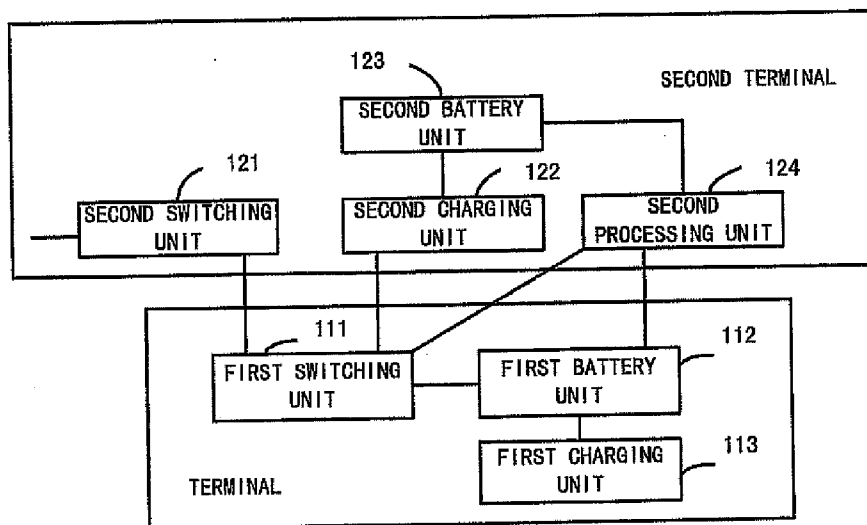 123
SECOND TERMINAL
SECOND BATTERY
UNIT
121
122
124
SECOND SWITCHING
UNIT
SECOND CHARGING
UNIT
SECOND
PROCESSING UNIT
111
112
FIRST SWITCHING
UNIT
FIRST BATTERY
UNIT
FIRST CHARGING
UNIT
113
TERMINAL